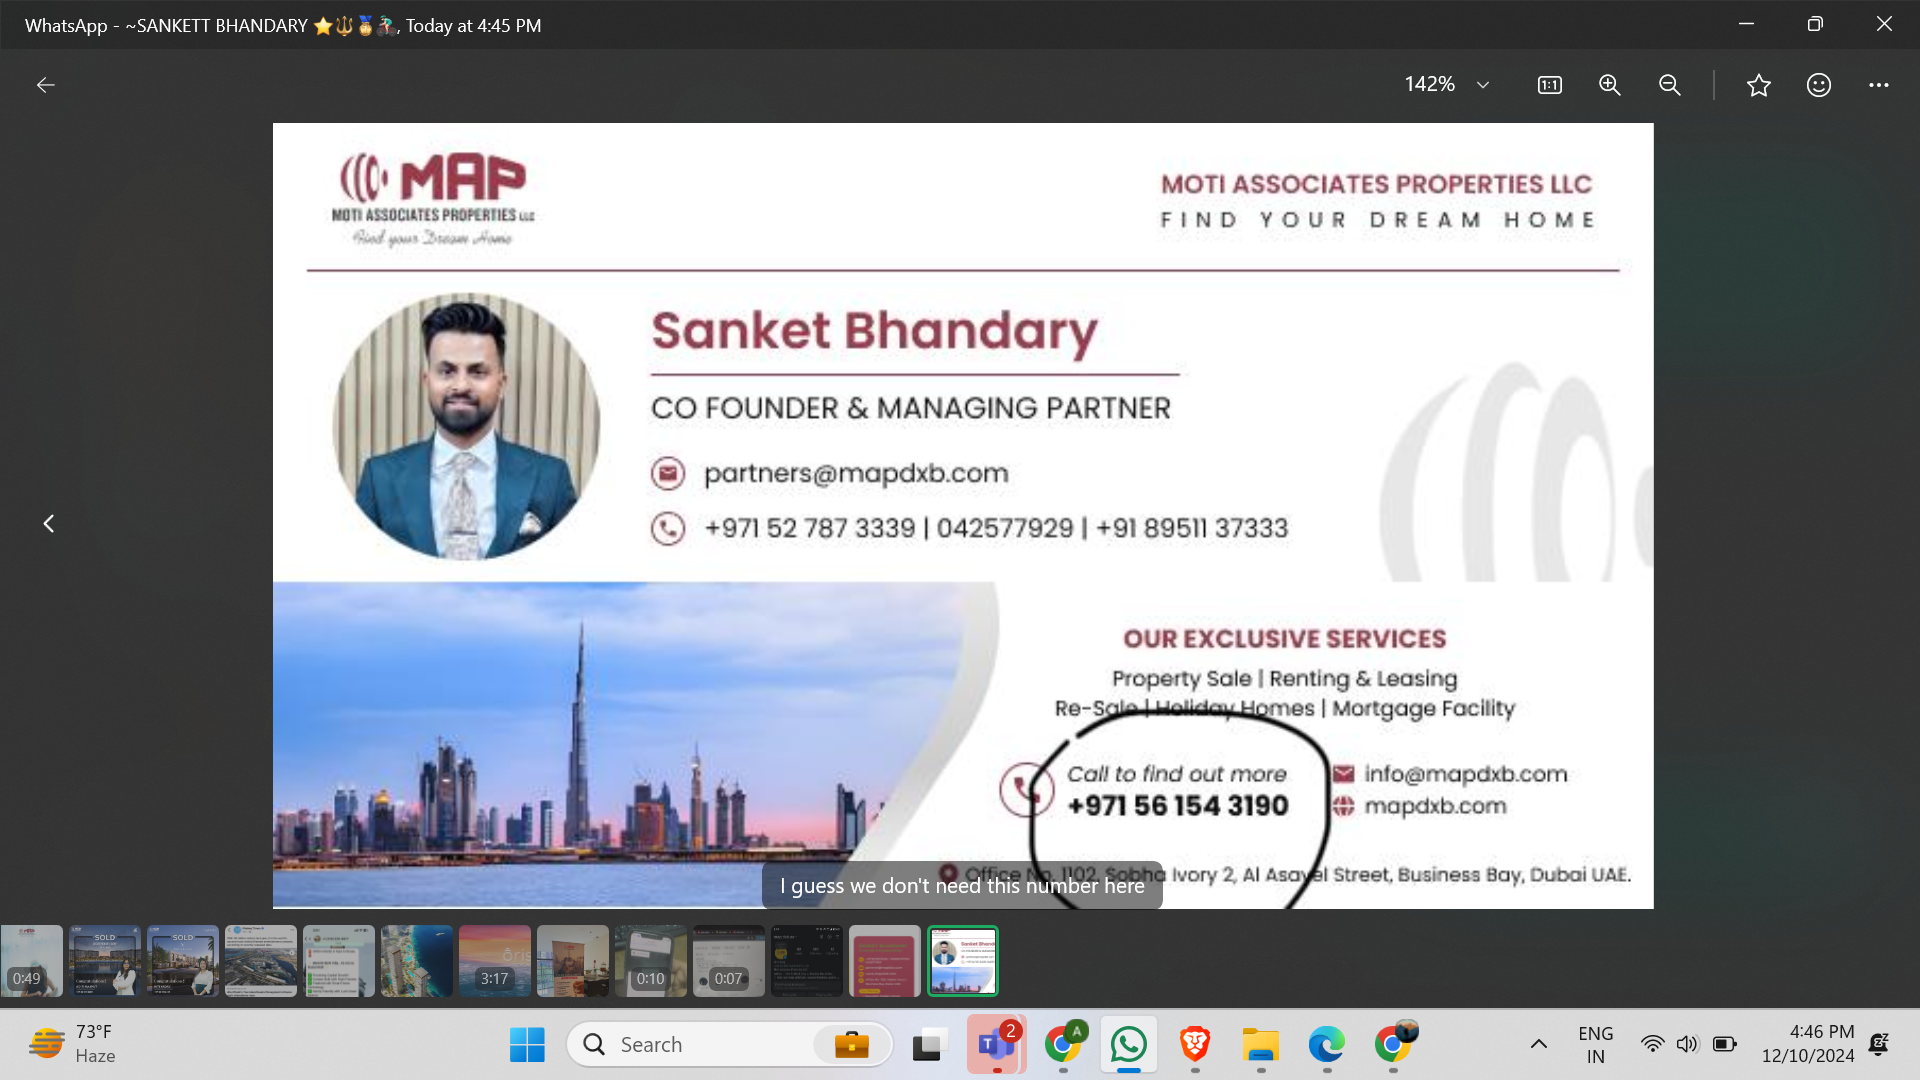 WhatsApp - ~SANKETT BHANDARY ⭐🔱🏅🚴🏿, Today at 4:45 PM
142%
1:1
MAP
MOTI ASSOCIATES PROPERTIES LLC
Find your Dream Home
MOTI ASSOCIATES PROPERTIES LLC
FIND YOUR DREAM HOME
Sanket Bhandary
CO FOUNDER & MANAGING PARTNER
partners@mapdxb.com
+971 52 787 3339 | 042577929 | +91 89511 37333
OUR EXCLUSIVE SERVICES
Property Sale | Renting & Leasing
Re-Sale | Holiday Homes | Mortgage Facility
Call to find out more
+971 56 154 3190
info@mapdxb.com
mapdxb.com
Office No. 1102, Sobha Ivory 2, Al Asayel Street, Business Bay, Dubai UAE.
I guess we don't need this number here
0:49
SOLD
SOLD
3:17
0:10
0:07
73°F
Haze
Search
2
A
ENG
IN
4:46 PM
12/10/2024